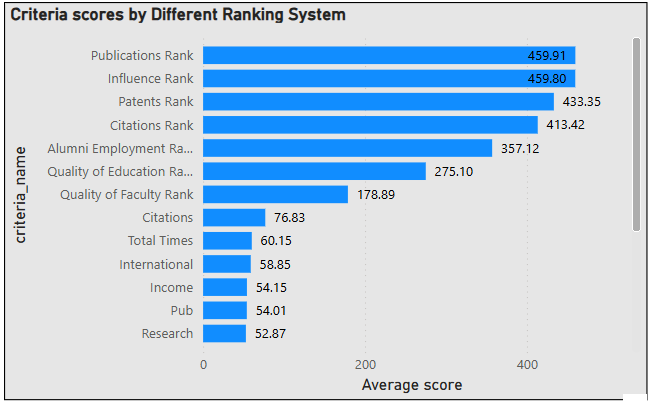 Criteria scores by Different Ranking System
criteria_name
Publications Rank 459.91
Influence Rank 459.80
Patents Rank 433.35
Citations Rank 413.42
Alumni Employment Ra... 357.12
Quality of Education Ra... 275.10
Quality of Faculty Rank 178.89
Citations 76.83
Total Times 60.15
International 58.85
Income 54.15
Pub 54.01
Research 52.87
0 200 400
Average score